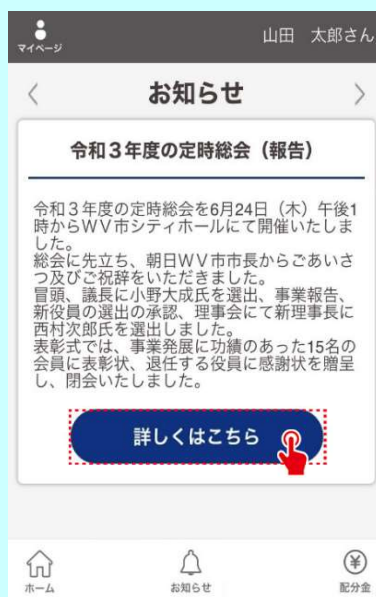 マイページ
山田　太郎さん
お知らせ
令和３年度の定時総会（報告）
令和３年度の定時総会を6月24日（木）午後1
時からＷＶ市シティホールにて開催いたしま
した。
総会に先立ち、朝日ＷＶ市市長からごあいさ
つ及びご祝辞をいただきました。
冒頭、議長に小野大成氏を選出、事業報告、
新役員の選出の承認、理事会にて新理事長に
西村次郎氏を選出しました。
表彰式では、事業発展に功績のあった15名の
会員に表彰状、退任する役員に感謝状を贈呈
し、閉会いたしました。
詳しくはこちら
ホーム
お知らせ
配分金